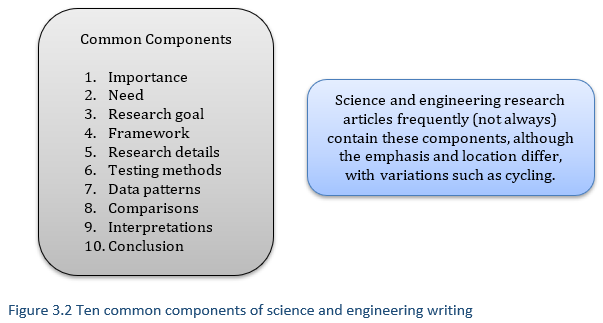 Common Components
1. Importance
2. Need
3. Research goal
4. Framework
5. Research details
6. Testing methods
7. Data patterns
8. Comparisons
9. Interpretations
10. Conclusion
Science and engineering research
articles frequently (not always)
contain these components, although
the emphasis and location differ,
with variations such as cycling.
Figure 3.2 Ten common components of science and engineering writing